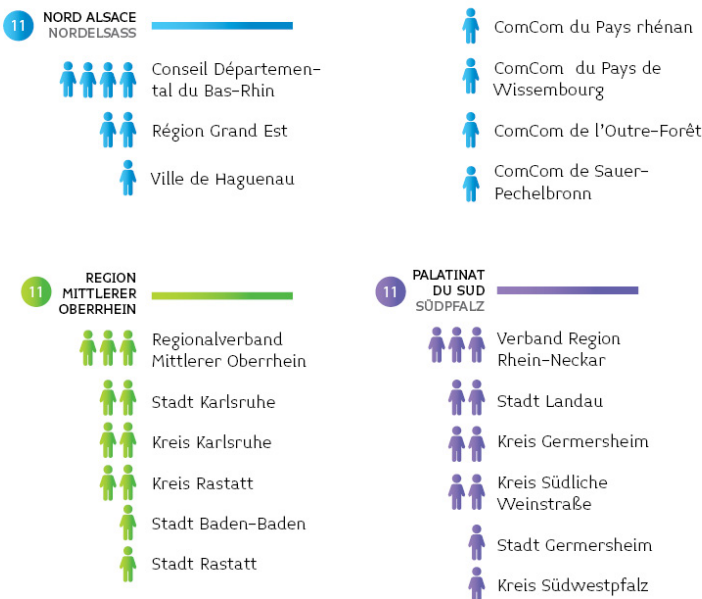 11
NORD ALSACE
NORDELSASS
Conseil Départemen-
tal du Bas-Rhin
Région Grand Est
Ville de Haguenau
ComCom du Pays rhénan
ComCom du Pays de
Wissembourg
ComCom de l'Outre-Forêt
ComCom de Sauer-
Pechelbronn
11
REGION
MITTLERER
OBERRHEIN
Regionalverband
Mittlerer Oberrhein
Stadt Karlsruhe
Kreis Karlsruhe
Kreis Rastatt
Stadt Baden-Baden
Stadt Rastatt
11
PALATINAT
DU SUD
SÜDPFALZ
Verband Region
Rhein-Neckar
Stadt Landau
Kreis Germersheim
Kreis Südliche
Weinstraße
Stadt Germersheim
Kreis Südwestpfalz